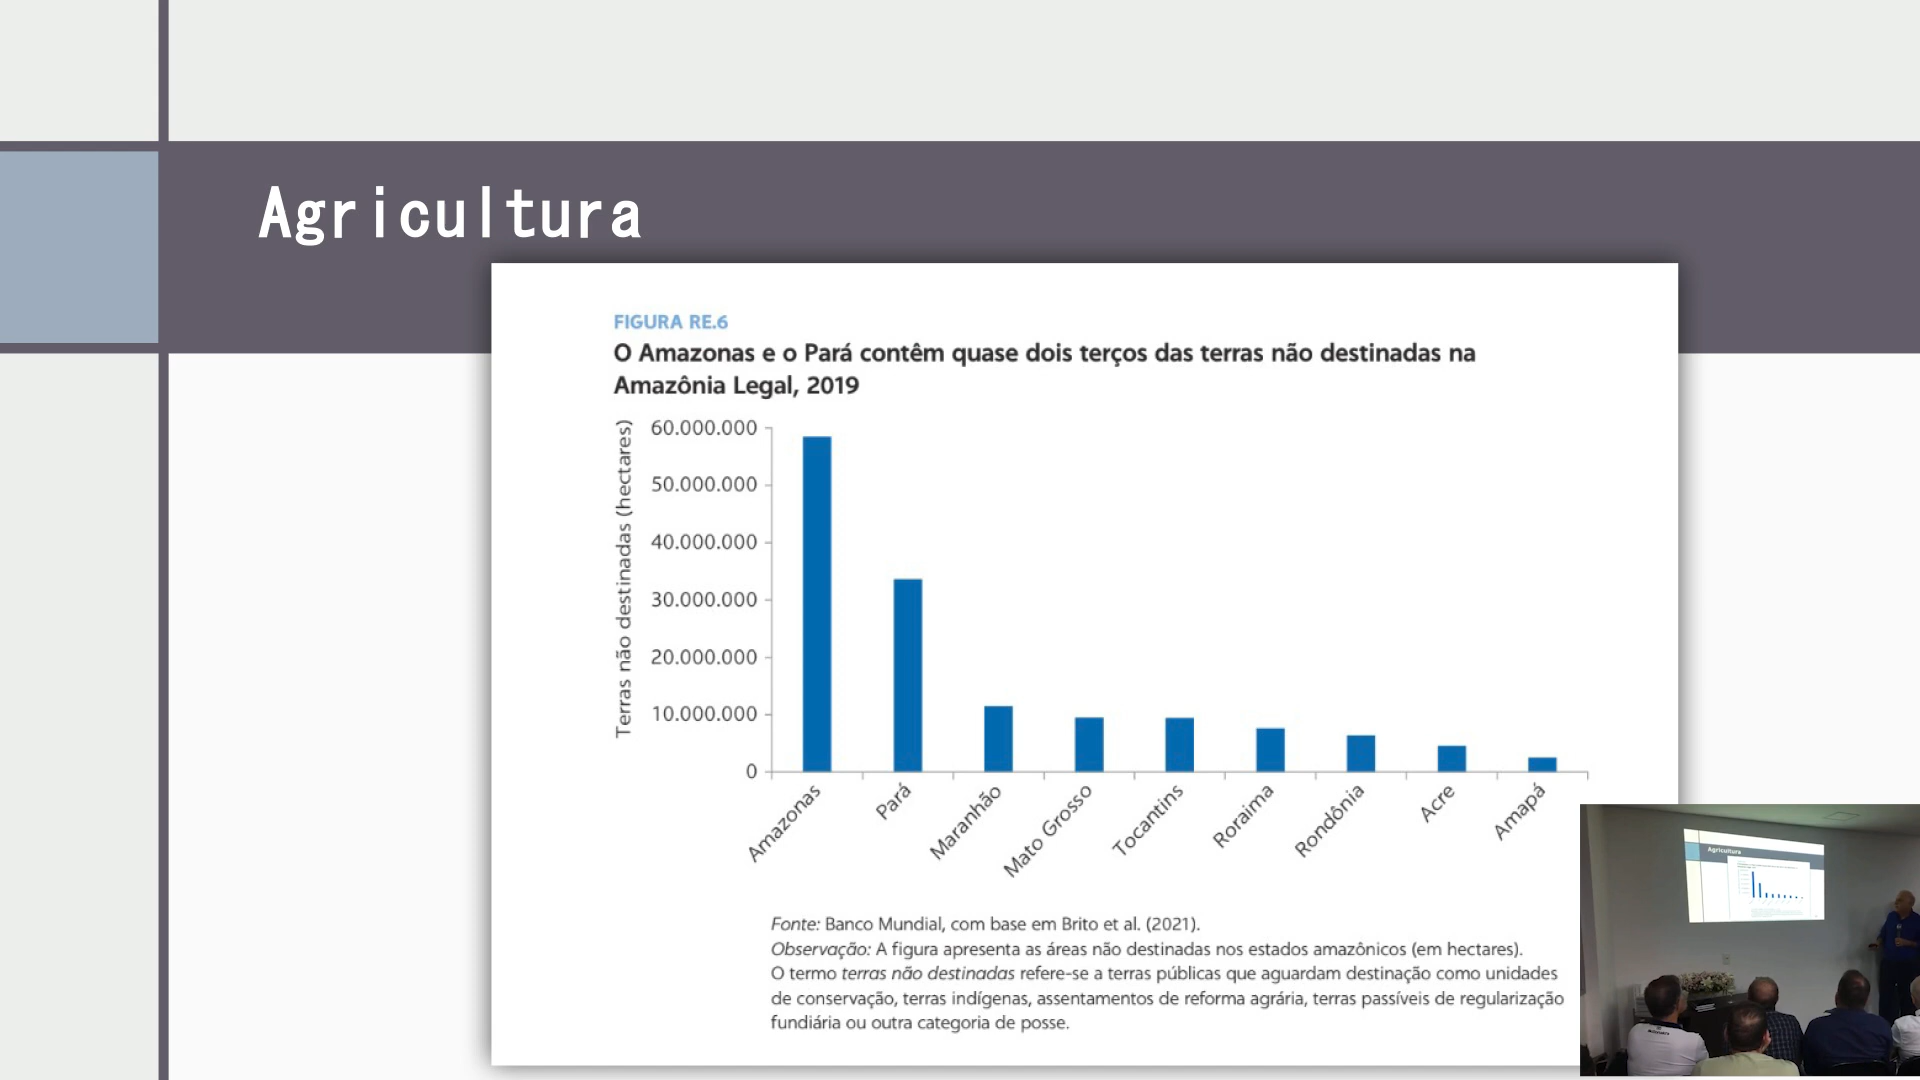 Agricultura
FIGURA RE.6
O Amazonas e o Pará contêm quase dois terços das terras não destinadas na
Amazônia Legal, 2019
Terras não destinadas (hectares)
60.000.000
50.000.000
40.000.000
30.000.000
20.000.000
10.000.000
0
Amazonas
Pará
Maranhão
Mato Grosso
Tocantins
Roraima
Rondônia
Acre
Amapá
Fonte: Banco Mundial, com base em Brito et al. (2021).
Observação: A figura apresenta as áreas não destinadas nos estados amazônicos (em hectares).
O termo terras não destinadas refere-se a terras públicas que aguardam destinação como unidades
de conservação, terras indígenas, assentamentos de reforma agrária, terras passíveis de regularização
fundiária ou outra categoria de posse.
Agricultura